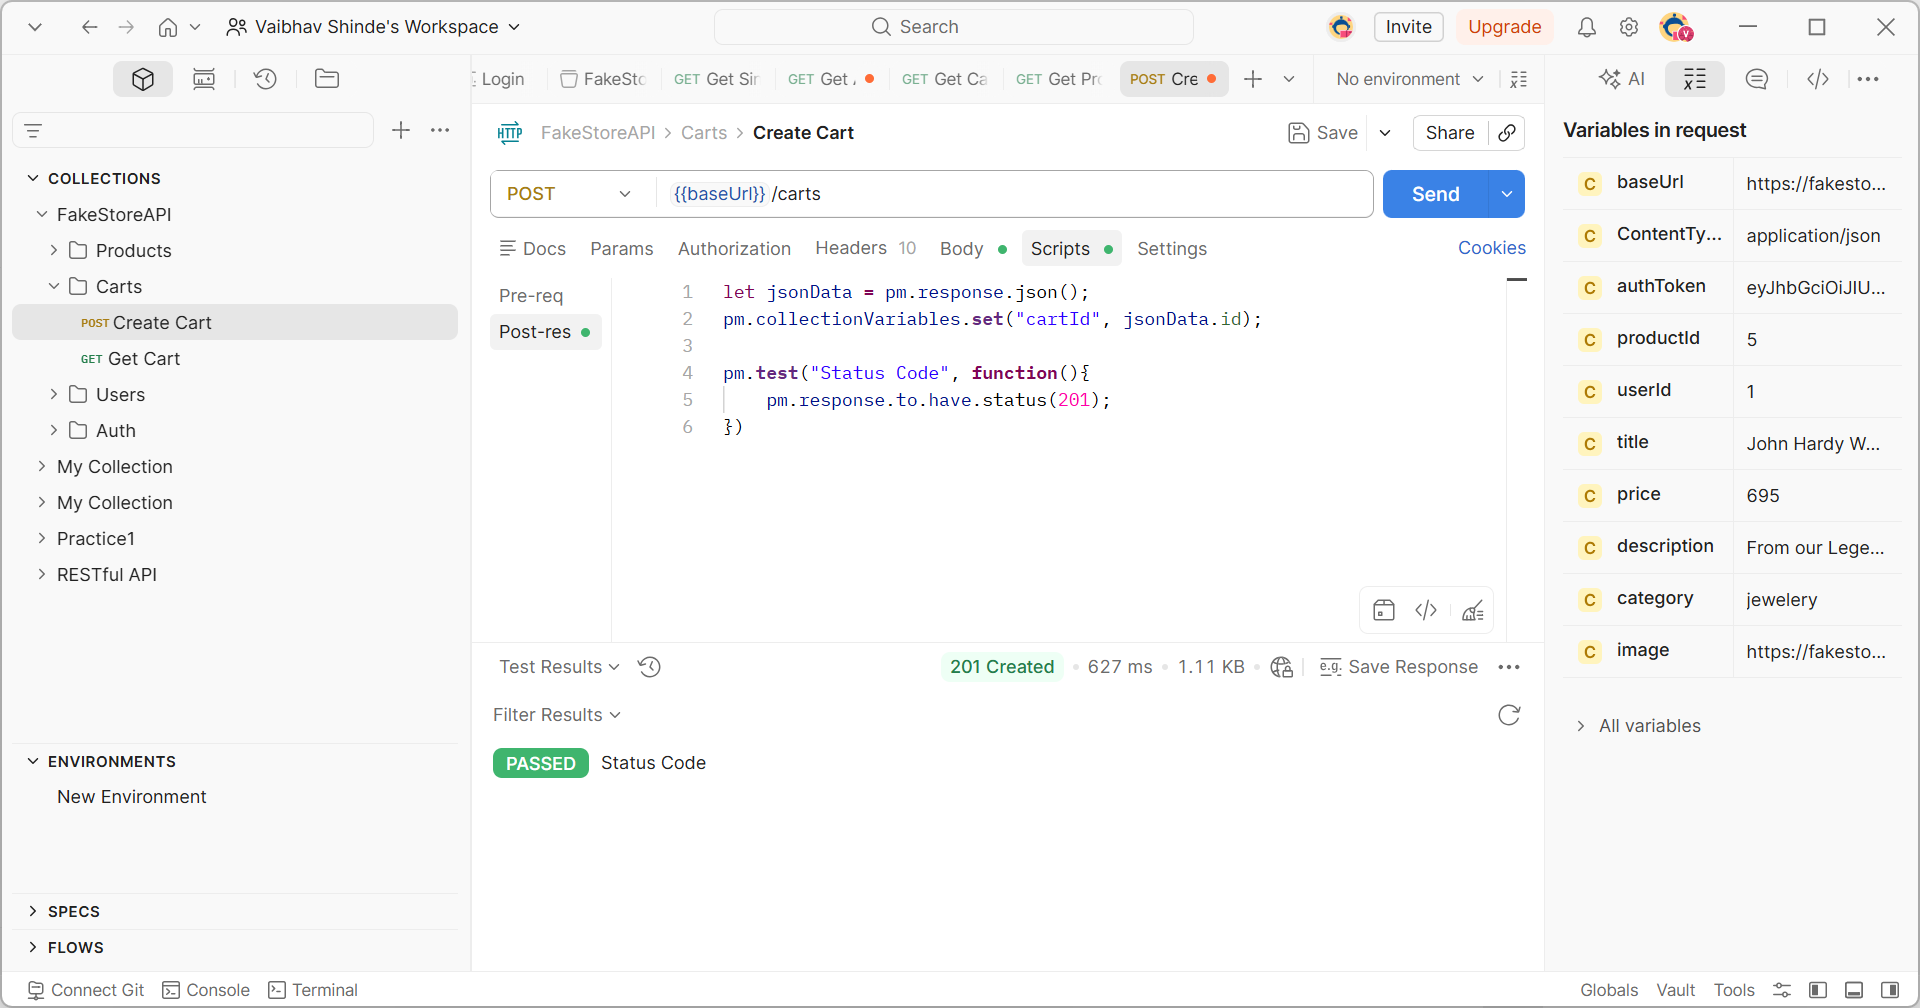 Vaibhav Shinde's Workspace
Search
Invite
Upgrade
V
Login
FakeSto
GET Get Sin
GET Get
GET Get Ca
GET Get Pro
POST Cre
No environment
AI
COLLECTIONS
FakeStoreAPI
Products
Carts
POST Create Cart
GET Get Cart
Users
Auth
My Collection
My Collection
Practice1
RESTful API
ENVIRONMENTS
New Environment
SPECS
FLOWS
HTTP FakeStoreAPI > Carts > Create Cart
Save
Share
POST
{{baseUrl}} /carts
Send
Docs Params Authorization Headers 10 Body Scripts Settings
Cookies
Pre-req
Post-res
1 let jsonData = pm.response.json();
2 pm.collectionVariables.set("cartId", jsonData.id);
3
4 pm.test("Status Code", function(){
5 pm.response.to.have.status(201);
6 })
Test Results
201 Created • 627 ms • 1.11 KB
e.g. Save Response
Filter Results
PASSED Status Code
Variables in request
C baseUrl https://fakesto...
C ContentTy... application/json
C authToken eyJhbGciOiJIU...
C productId 5
C userId 1
C title John Hardy W...
C price 695
C description From our Lege...
C category jewelery
C image https://fakesto...
All variables
Connect Git Console Terminal
Globals Vault Tools